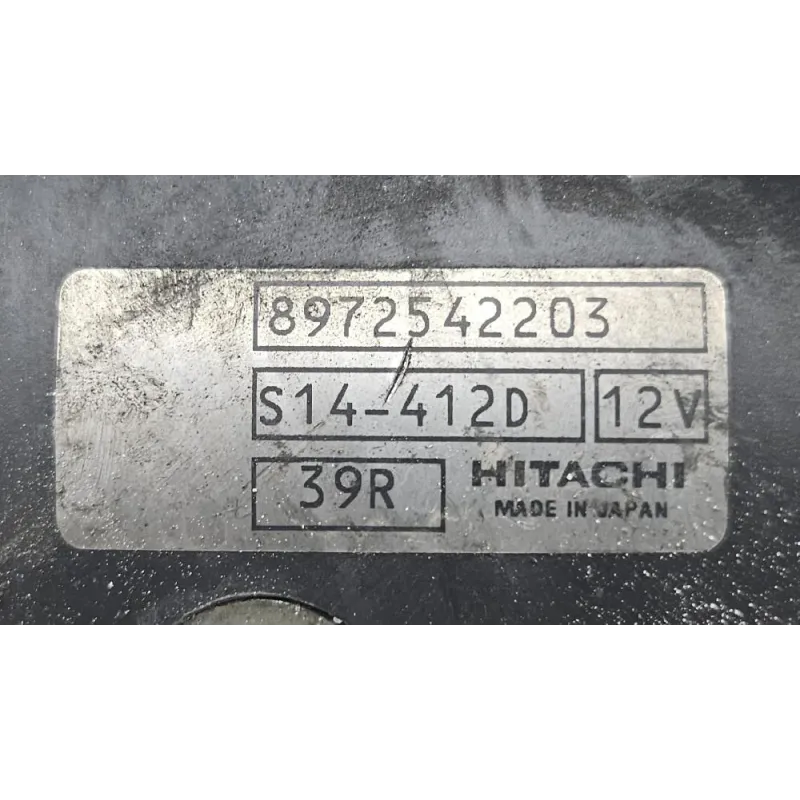 8972542203
S14-412D 12V
39R HITACHI
MADE IN JAPAN